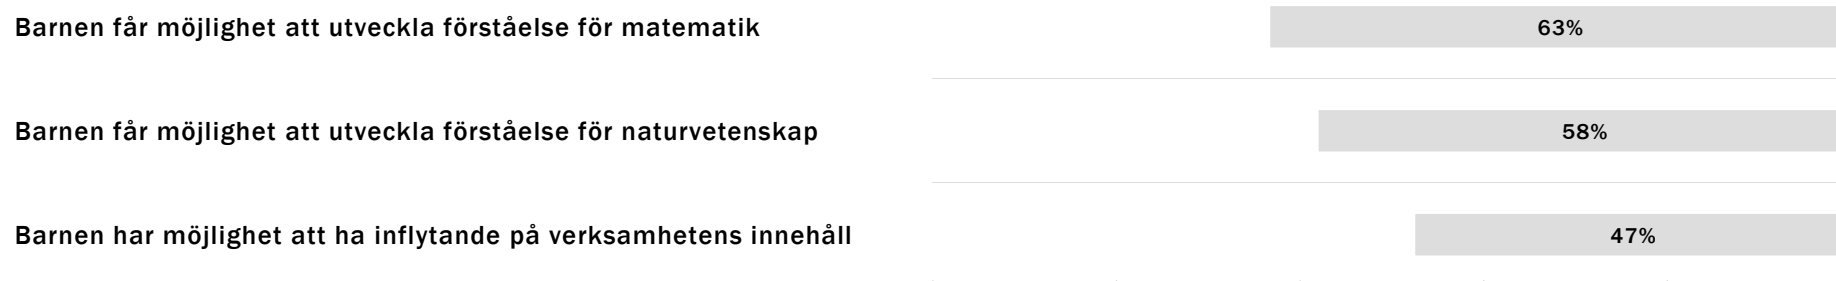 Barnen får möjlighet att utveckla förståelse för matematik 63%
Barnen får möjlighet att utveckla förståelse för naturvetenskap 58%
Barnen har möjlighet att ha inflytande på verksamhetens innehåll 47%